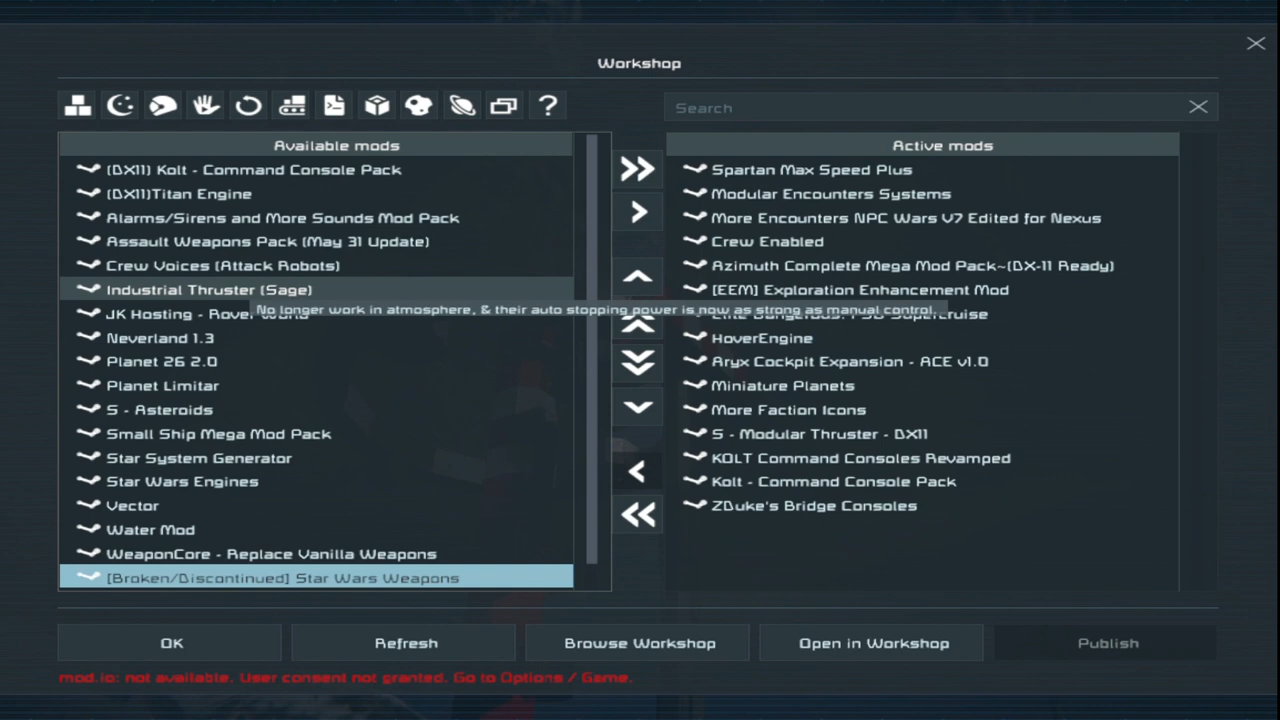 Workshop
?
Search
Available mods
(DX11) Kolt - Command Console Pack
(DX11)Titan Engine
Alarms/Sirens and More Sounds Mod Pack
Assault Weapons Pack (May 31 Update)
Crew Voices (Attack Robots)
Industrial Thruster (Sage)
No longer work in atmosphere, & their auto stopping power is now as strong as manual control.
JK Hosting - Rover
Neverland 1.3
Planet 26 2.0
Planet Limitar
S - Asteroids
Small Ship Mega Mod Pack
Star System Generator
Star Wars Engines
Vector
Water Mod
WeaponCore - Replace Vanilla Weapons
[Broken/Discontinued] Star Wars Weapons
Active mods
Spartan Max Speed Plus
Modular Encounters Systems
More Encounters NPC Wars V7 Edited for Nexus
Crew Enabled
Azimuth Complete Mega Mod Pack~(DX-11 Ready)
[EEM] Exploration Enhancement Mod
Elite Dangerous: FSD Supercruise
HoverEngine
Aryx Cockpit Expansion - ACE v1.0
Miniature Planets
More Faction Icons
S - Modular Thruster - DX11
KOLT Command Consoles Revamped
Kolt - Command Console Pack
ZDuke's Bridge Consoles
OK
Refresh
Browse Workshop
Open in Workshop
Publish
mod.io: not available. User consent not granted. Go to Options / Game.